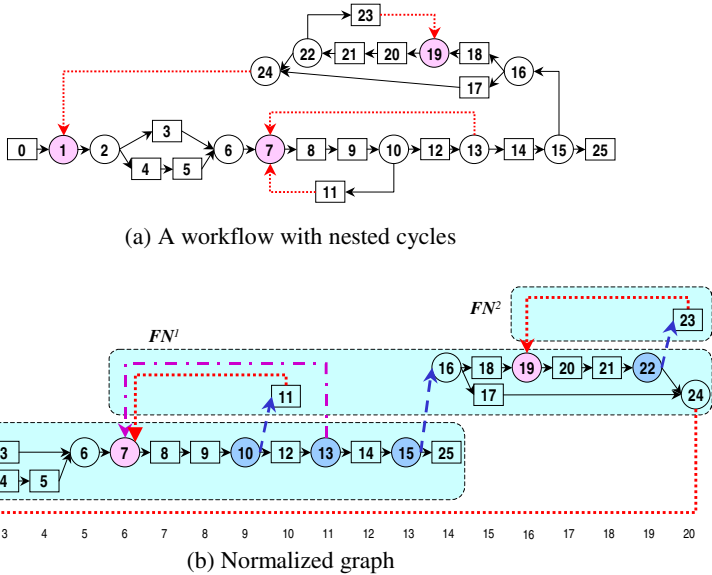 23
22 21 20 19 18
24 16
17
3
0 1 2 6 7 8 9 10 12 13 14 15 25
4 5
11
(a) A workflow with nested cycles
FN²
23
FN¹
16 18 19 20 21 22
11 17 24
3 6 7 8 9 10 12 13 14 15 25
4 5
3 4 5 6 7 8 9 10 11 12 13 14 15 16 17 18 19 20
(b) Normalized graph